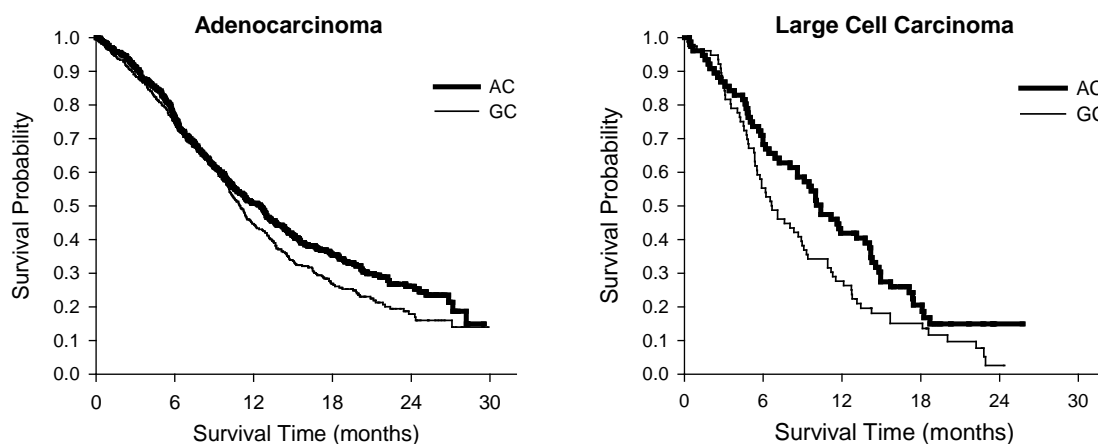 Adenocarcinoma
1.0
0.9
0.8
0.7
0.6
0.5
0.4
0.3
0.2
0.1
0.0
Survival Probability
AC
GC
0 6 12 18 24 30
Survival Time (months)
Large Cell Carcinoma
1.0
0.9
0.8
0.7
0.6
0.5
0.4
0.3
0.2
0.1
0.0
Survival Probability
AC
GC
0 6 12 18 24 30
Survival Time (months)